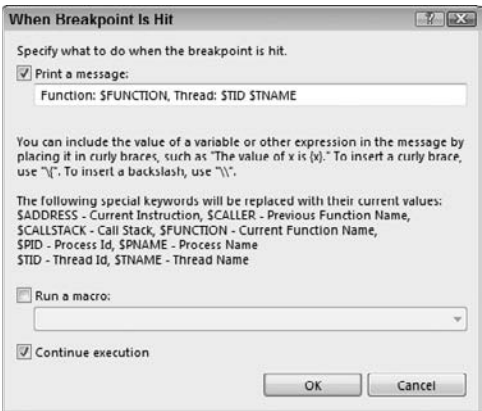 When Breakpoint Is Hit
Specify what to do when the breakpoint is hit.
Print a message:
Function: $FUNCTION, Thread: $TID $TNAME
You can include the value of a variable or other expression in the message by
placing it in curly braces, such as "The value of x is {x}." To insert a curly brace,
use "\{". To insert a backslash, use "\\".
The following special keywords will be replaced with their current values:
$ADDRESS - Current Instruction, $CALLER - Previous Function Name,
$CALLSTACK - Call Stack, $FUNCTION - Current Function Name,
$PID - Process Id, $PNAME - Process Name
$TID - Thread Id, $TNAME - Thread Name
Run a macro:
Continue execution
OK Cancel